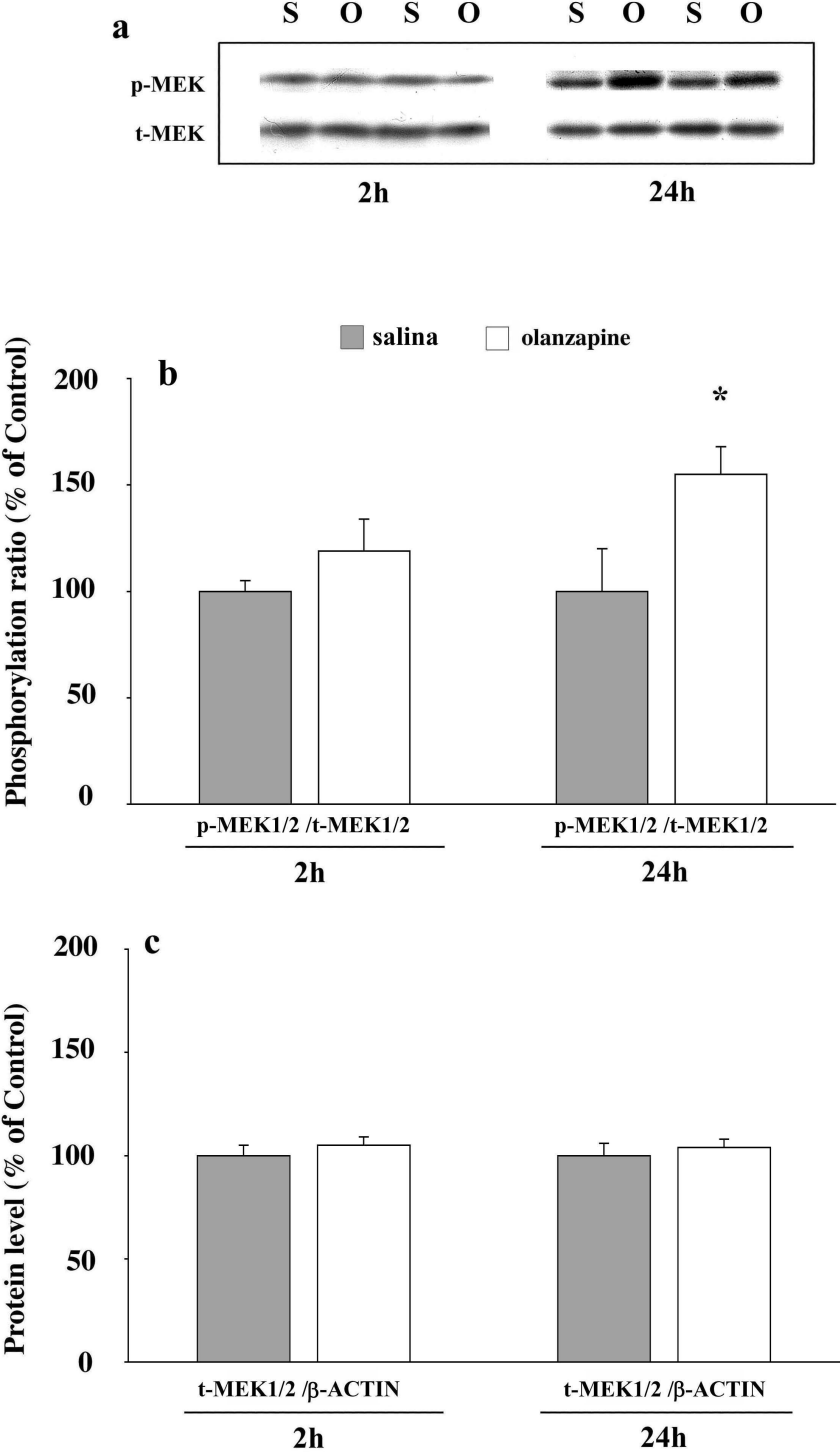 a
S O S O S O S O
p-MEK
t-MEK
2h 24h
salina olanzapine
b
Phosphorylation ratio (% of Control)
200
150
100
50
0
*
p-MEK1/2 /t-MEK1/2 p-MEK1/2 /t-MEK1/2
2h 24h
c
Protein level (% of Control)
200
150
100
50
0
t-MEK1/2 /β-ACTIN t-MEK1/2 /β-ACTIN
2h 24h